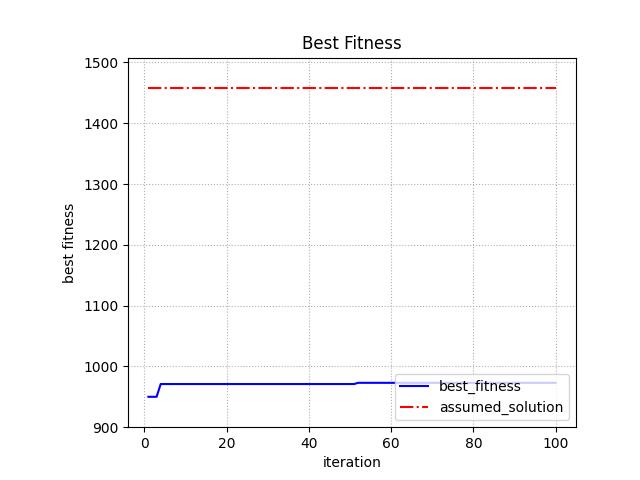 Best Fitness
1500
1400
1300
1200
1100
1000
900
best fitness
0 20 40 60 80 100
iteration
best_fitness
assumed_solution